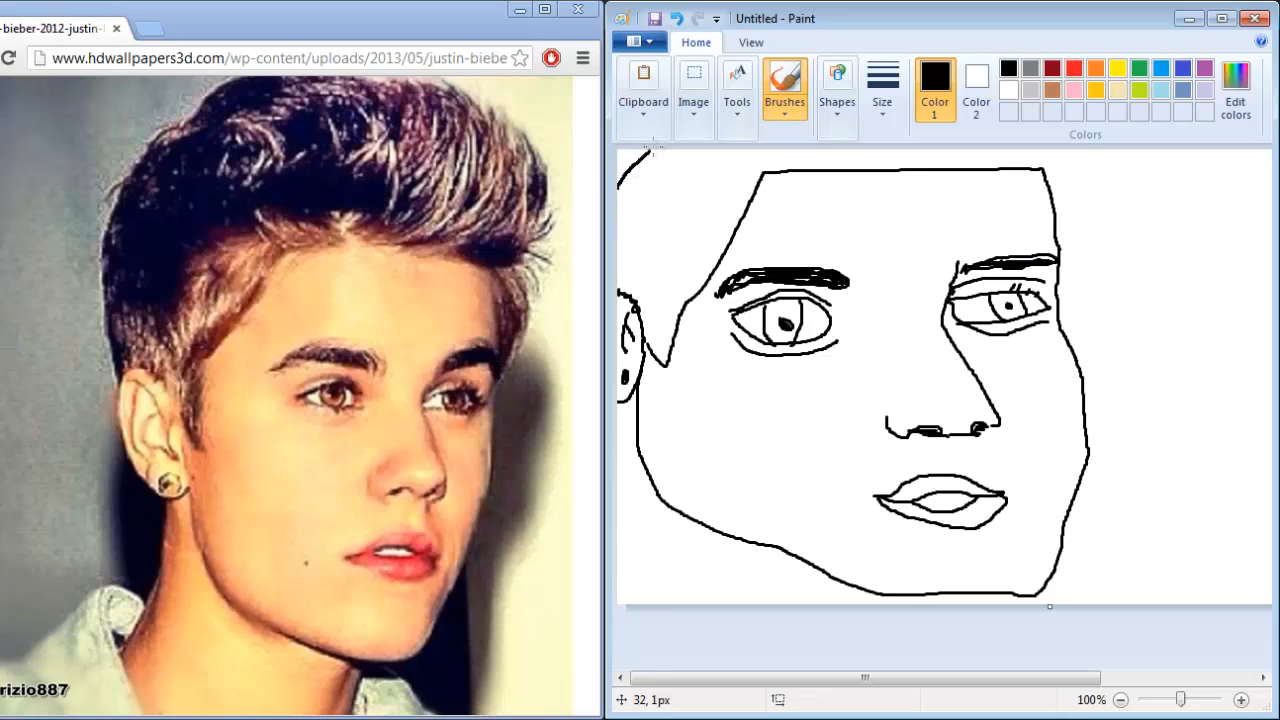 -bieber-2012-justin-
www.hdwallpapers3d.com/wp-content/uploads/2013/05/justin-biebe
rizio887
Untitled - Paint
Home
View
Clipboard
Image
Tools
Brushes
Shapes
Size
Color 1
Color 2
Edit colors
Colors
32, 1px
100%